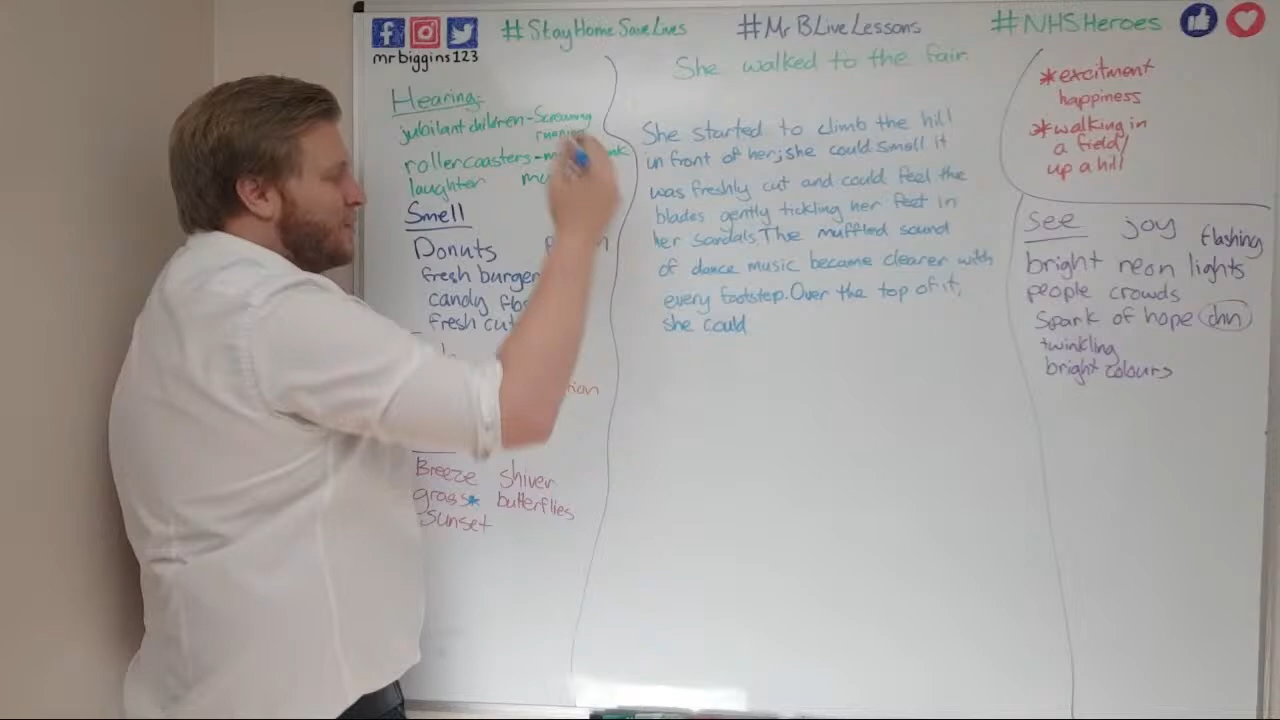 #StayHomeSaveLives #MrBLiveLessons #NHSHeroes
mrbiggins123
She walked to the fair.
Hearing:
jubilant children - Screaming
running
rollercoasters -
laughter
Smell
Donuts
fresh burger
candy
fresh cut
Breeze shiver
grass* butterflies
sunset
She started to climb the hill
in front of her; she could smell it
was freshly cut and could feel the
blades gently tickling her feet in
her sandals. The muffled sound
of dance music became clearer with
every footstep. Over the top of it,
she could
*excitment
happiness
*walking in
a field/
up a hill
see joy flashing
bright neon lights
people crowds
Spark of hope
twinkling
bright colours